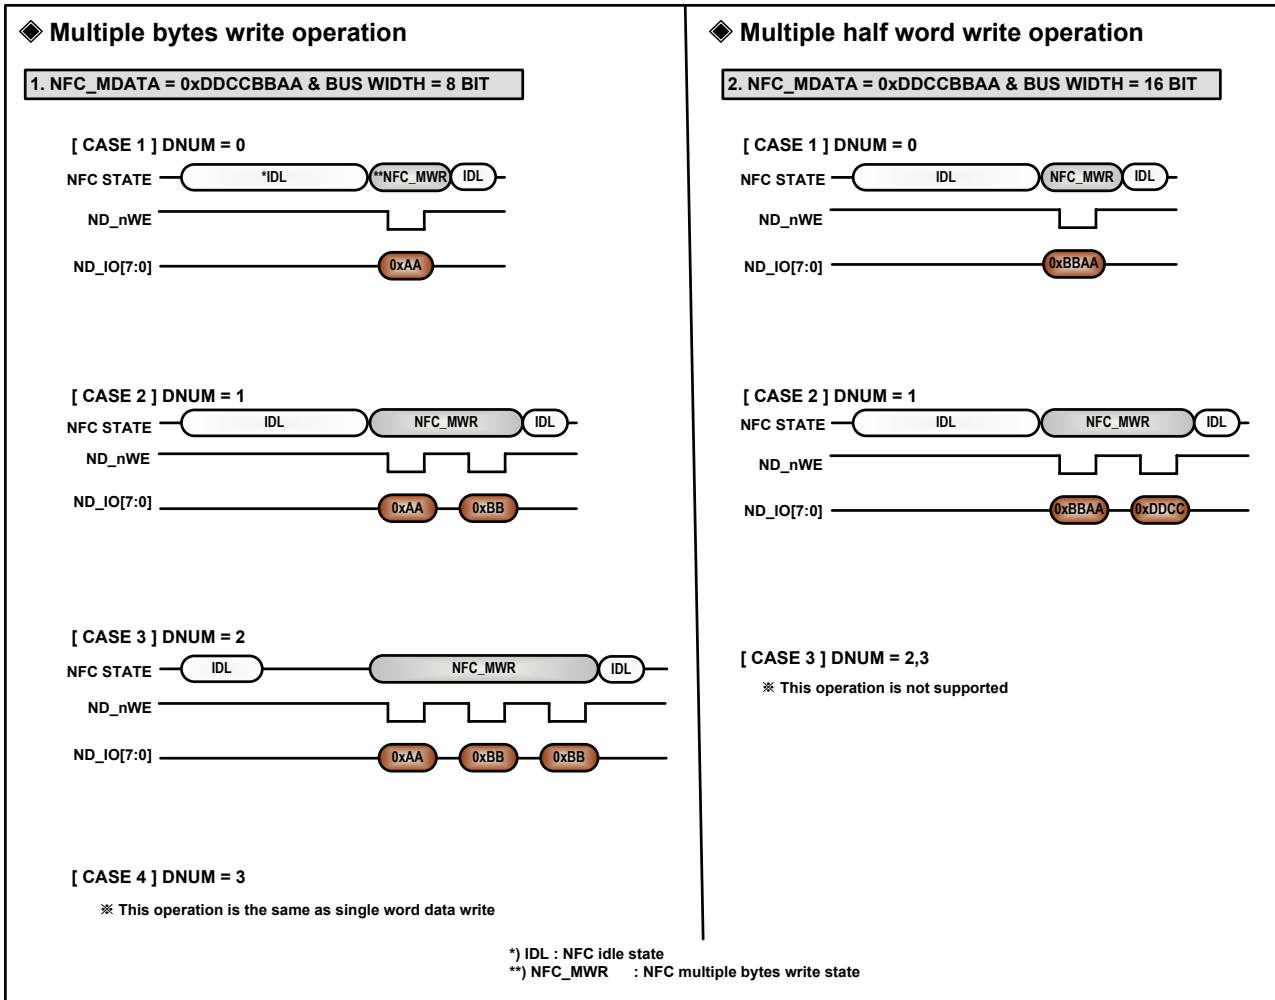 ◈ Multiple bytes write operation
1. NFC_MDATA = 0xDDCCBBAA & BUS WIDTH = 8 BIT
[ CASE 1 ] DNUM = 0
NFC STATE *IDL **NFC_MWR IDL
ND_nWE
ND_IO[7:0] 0xAA
[ CASE 2 ] DNUM = 1
NFC STATE IDL NFC_MWR IDL
ND_nWE
ND_IO[7:0] 0xAA 0xBB
[ CASE 3 ] DNUM = 2
NFC STATE IDL NFC_MWR IDL
ND_nWE
ND_IO[7:0] 0xAA 0xBB 0xBB
[ CASE 4 ] DNUM = 3
※ This operation is the same as single word data write
◈ Multiple half word write operation
2. NFC_MDATA = 0xDDCCBBAA & BUS WIDTH = 16 BIT
[ CASE 1 ] DNUM = 0
NFC STATE IDL NFC_MWR IDL
ND_nWE
ND_IO[7:0] 0xBBAA
[ CASE 2 ] DNUM = 1
NFC STATE IDL NFC_MWR IDL
ND_nWE
ND_IO[7:0] 0xBBAA 0xDDCC
[ CASE 3 ] DNUM = 2,3
※ This operation is not supported
*) IDL : NFC idle state
**) NFC_MWR : NFC multiple bytes write state